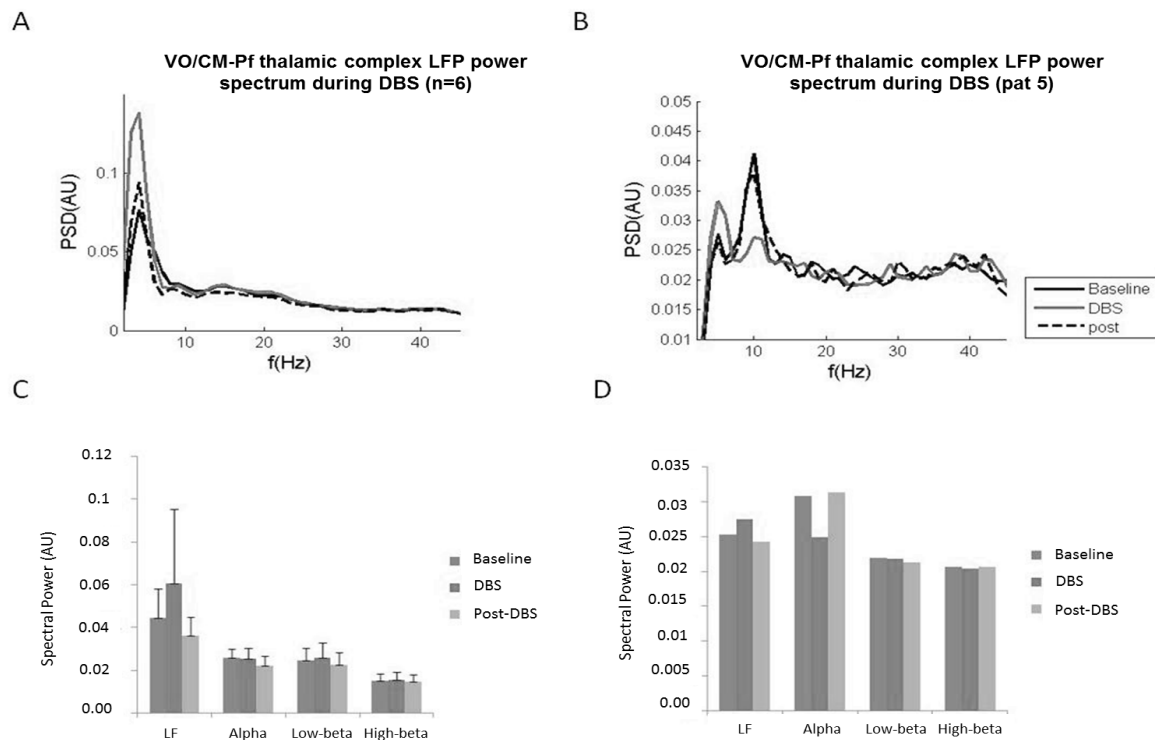 A
VO/CM-Pf thalamic complex LFP power
spectrum during DBS (n=6)
PSD(AU)
0.1
0.05
0
10
20
30
40
f(Hz)
B
VO/CM-Pf thalamic complex LFP power
spectrum during DBS (pat 5)
PSD(AU)
0.05
0.045
0.04
0.035
0.03
0.025
0.02
0.015
0.01
10
20
30
40
f(Hz)
Baseline
DBS
post
C
Spectral Power (AU)
0.12
0.1
0.08
0.06
0.04
0.02
0.00
LF
Alpha
Low-beta
High-beta
Baseline
DBS
Post-DBS
D
Spectral Power (AU)
0.035
0.03
0.025
0.02
0.015
0.01
0.005
0.00
LF
Alpha
Low-beta
High-beta
Baseline
DBS
Post-DBS